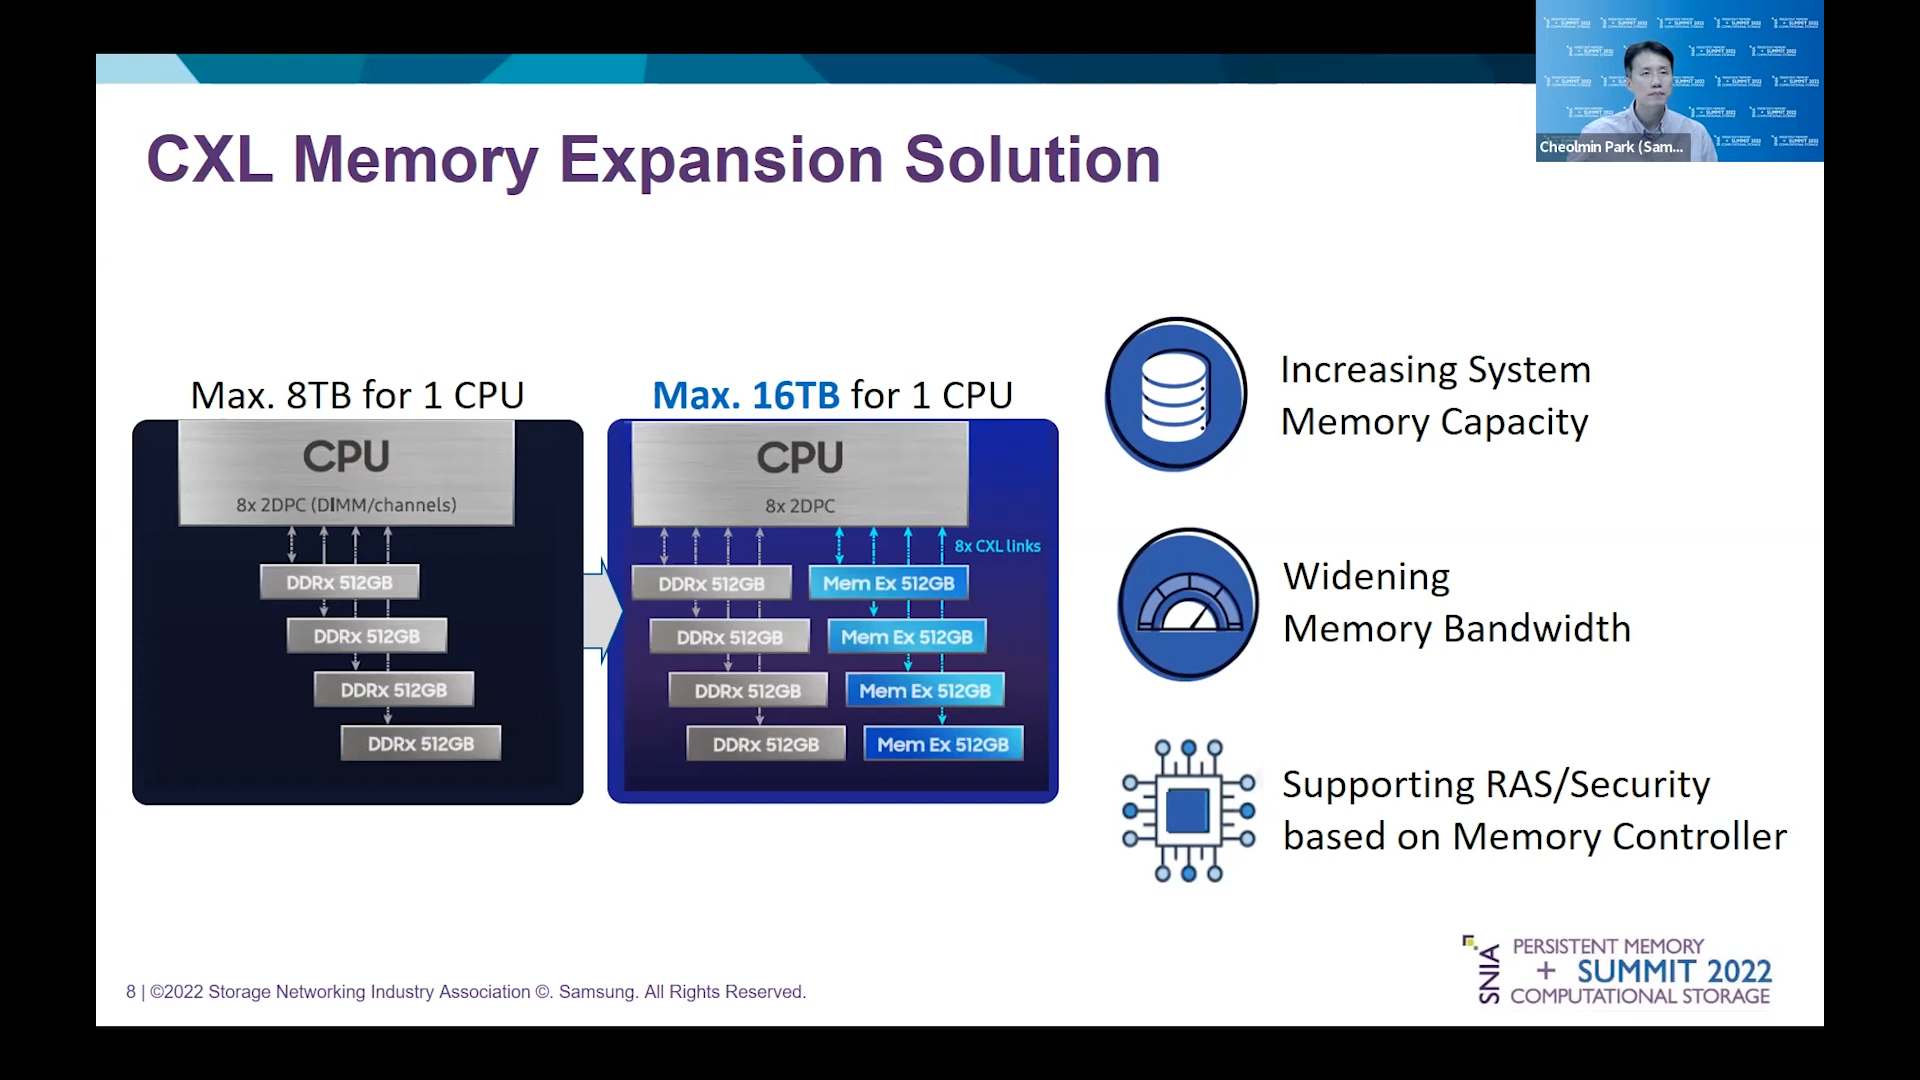 CXL Memory Expansion Solution
Cheolmin Park (Sam...
Max. 8TB for 1 CPU
CPU
8x 2DPC (DIMM/channels)
DDRx 512GB
DDRx 512GB
DDRx 512GB
DDRx 512GB
Max. 16TB for 1 CPU
CPU
8x 2DPC
8x CXL links
DDRx 512GB
Mem Ex 512GB
DDRx 512GB
Mem Ex 512GB
DDRx 512GB
Mem Ex 512GB
DDRx 512GB
Mem Ex 512GB
Increasing System
Memory Capacity
Widening
Memory Bandwidth
Supporting RAS/Security
based on Memory Controller
8 | ©2022 Storage Networking Industry Association ©. Samsung. All Rights Reserved.
SNIA
PERSISTENT MEMORY
+ SUMMIT 2022
COMPUTATIONAL STORAGE